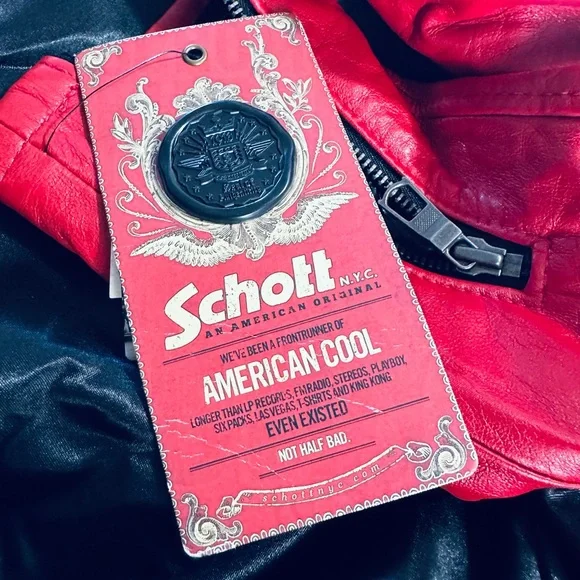 Schott N.Y.C.
AN AMERICAN ORIGINAL
WE'VE BEEN A FRONTRUNNER OF
AMERICAN COOL
LONGER THAN LP RECORDS, FM RADIO, STEREOS, PLAYBOY,
SIX PACKS, LAS VEGAS, T-SHIRTS AND KING KONG
EVEN EXISTED
NOT HALF BAD.
schottnyc.com